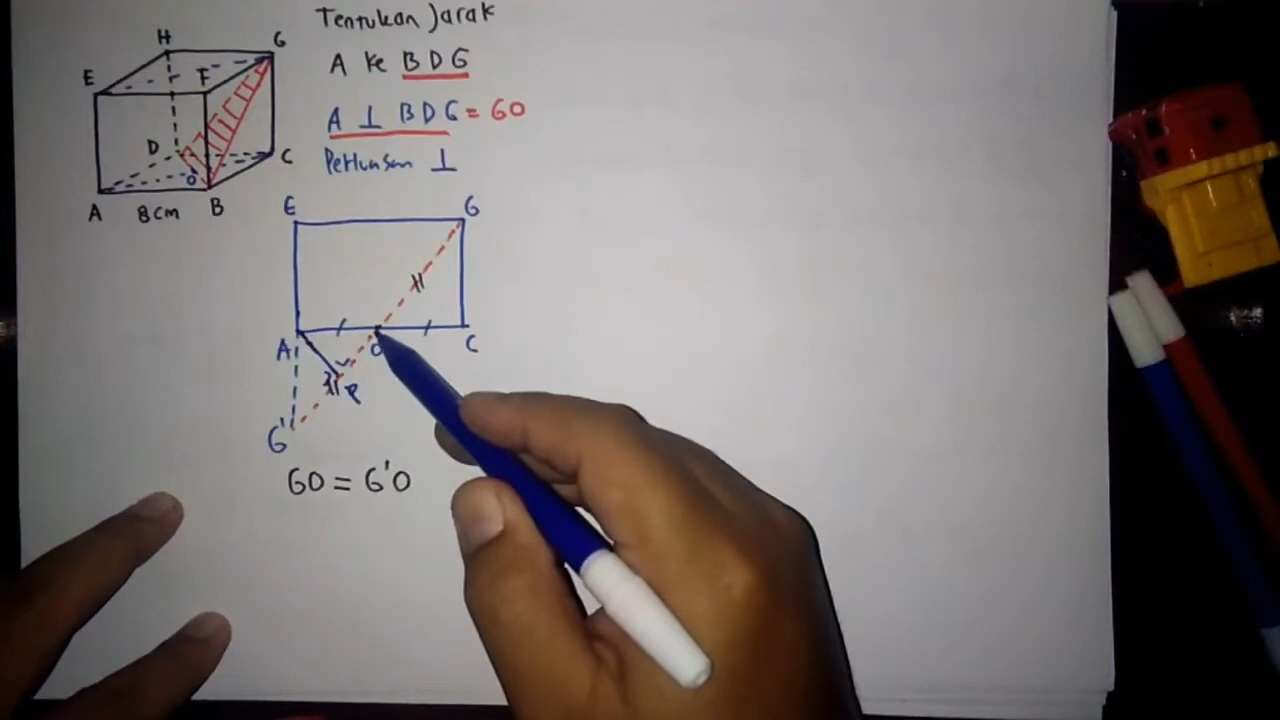 Tentukan Jarak
A ke BDG
A ⊥ BDG = GO
Perluasan ⊥
H
G
E
F
D
C
O
A
8cm
B
E
G
A
O
C
P
G'
GO = G'O